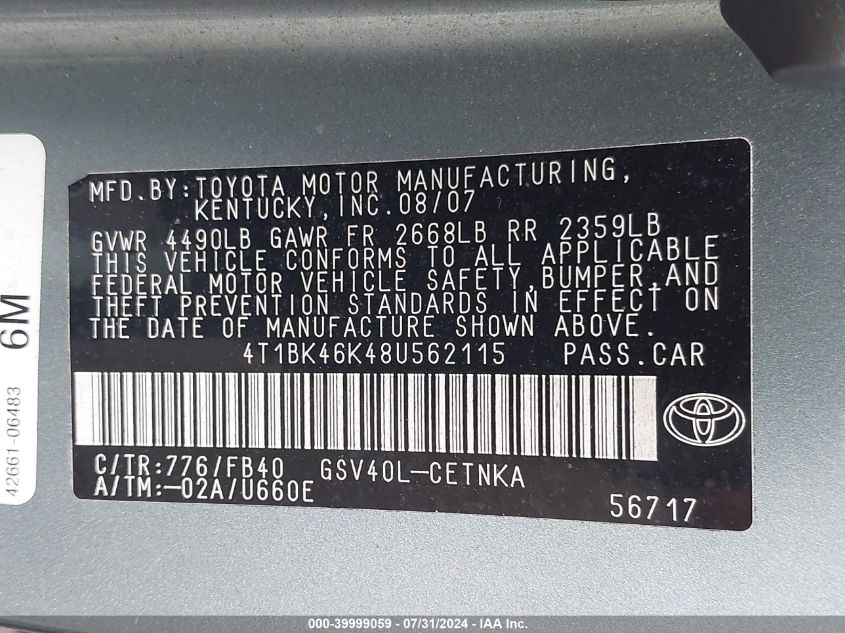 MFD.BY:TOYOTA MOTOR MANUFACTURING,
KENTUCKY,INC.08/07
GVWR 4490LB GAWR FR 2668LB RR 2359LB
THIS VEHICLE CONFORMS TO ALL APPLICABLE
FEDERAL MOTOR VEHICLE SAFETY,BUMPER,AND
THEFT PREVENTION STANDARDS IN EFFECT ON
THE DATE OF MANUFACTURE SHOWN ABOVE.
4T1BK46K48U562115 PASS.CAR
C/TR:776/FB40 GSV40L-CETNKA
A/TM:-02A/U660E
56717
42661-06483 6M
000-39999059 - 07/31/2024 - IAA Inc.